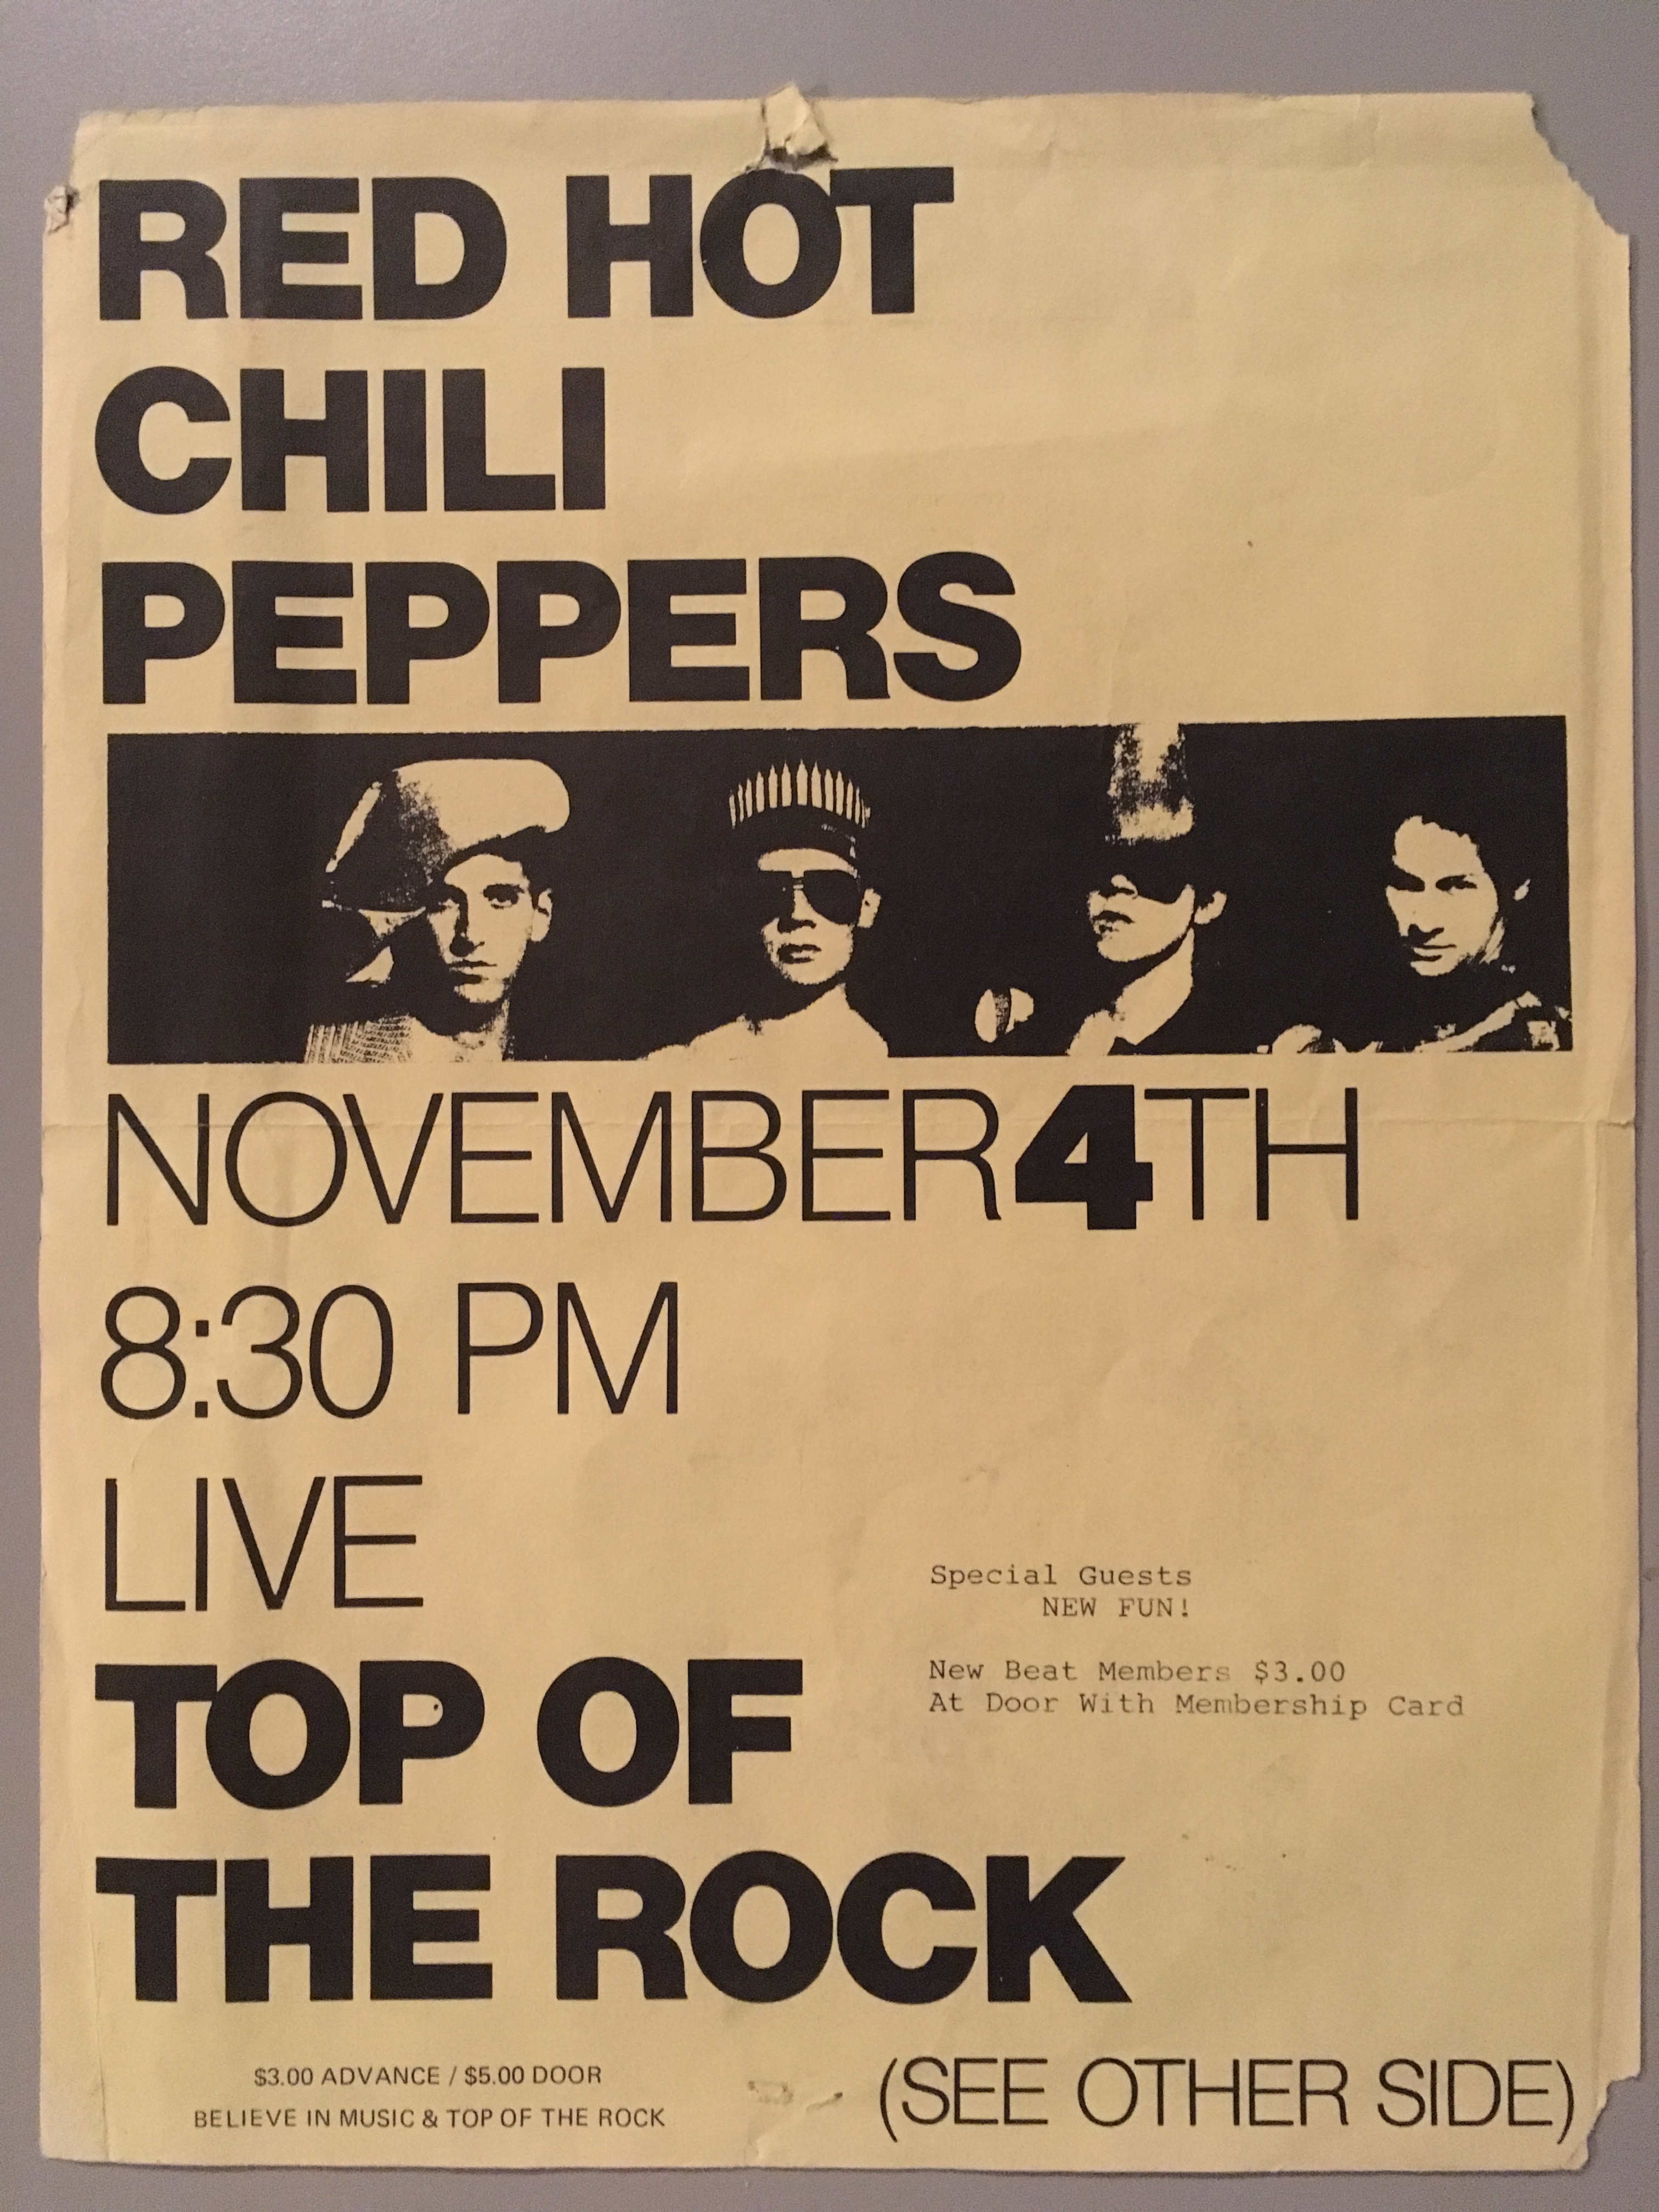 RED HOT
CHILI
PEPPERS
NOVEMBER 4TH
8:30 PM
LIVE
Special Guests
NEW FUN!
New Beat Members $3.00
At Door With Membership Card
TOP OF
THE ROCK
$3.00 ADVANCE / $5.00 DOOR
BELIEVE IN MUSIC & TOP OF THE ROCK
(SEE OTHER SIDE)